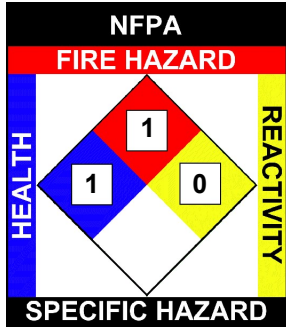 NFPA
FIRE HAZARD
HEALTH
1
1
0
REACTIVITY
SPECIFIC HAZARD